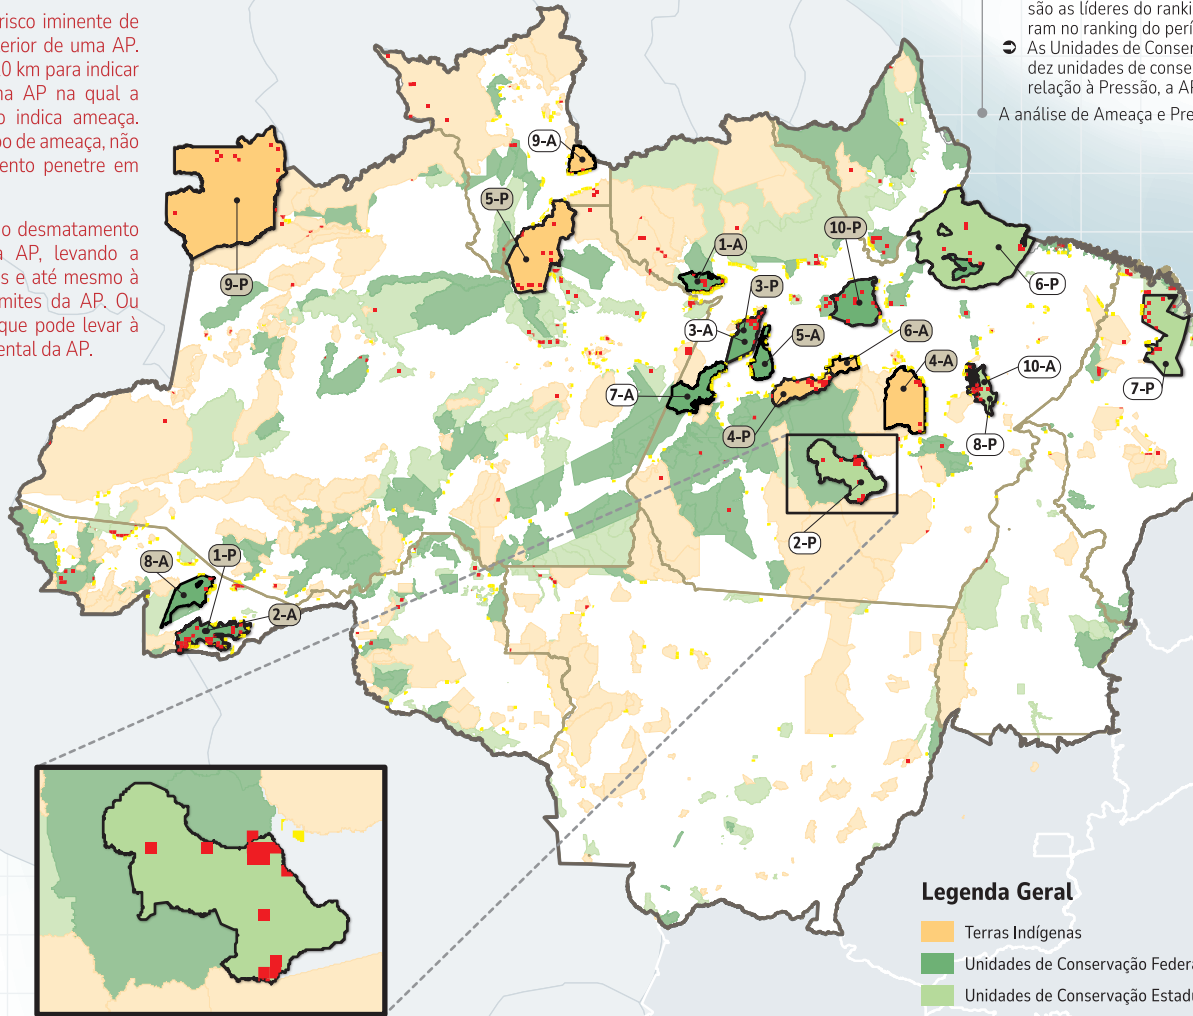 risco iminente de
erior de uma AP.
0 km para indicar
na AP na qual a
o indica ameaça.
po de ameaça, não
ento penetre em
o desmatamento
a AP, levando a
s e até mesmo à
mites da AP. Ou
que pode levar à
ental da AP.
são as líderes do ranki
ram no ranking do perí
As Unidades de Conser
dez unidades de conse
relação à Pressão, a AP
A análise de Ameaça e Pre
9-A
5-P
1-A
10-P
9-P
3-P
6-P
3-A
5-A
6-A
4-A
10-A
7-A
7-P
4-P
8-P
2-P
8-A
1-P
2-A
Legenda Geral
Terras Indígenas
Unidades de Conservação Feder
Unidades de Conservação Estad